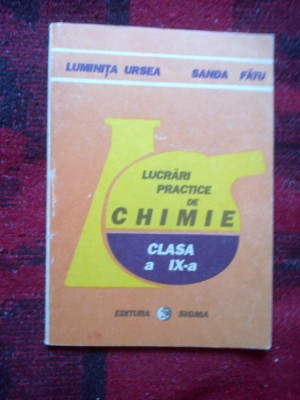 LUMINIȚA URSEA SANDA FĂTU
LUCRĂRI
PRACTICE
DE
CHIMIE
CLASA
a IX-a
EDITURA SIGMA